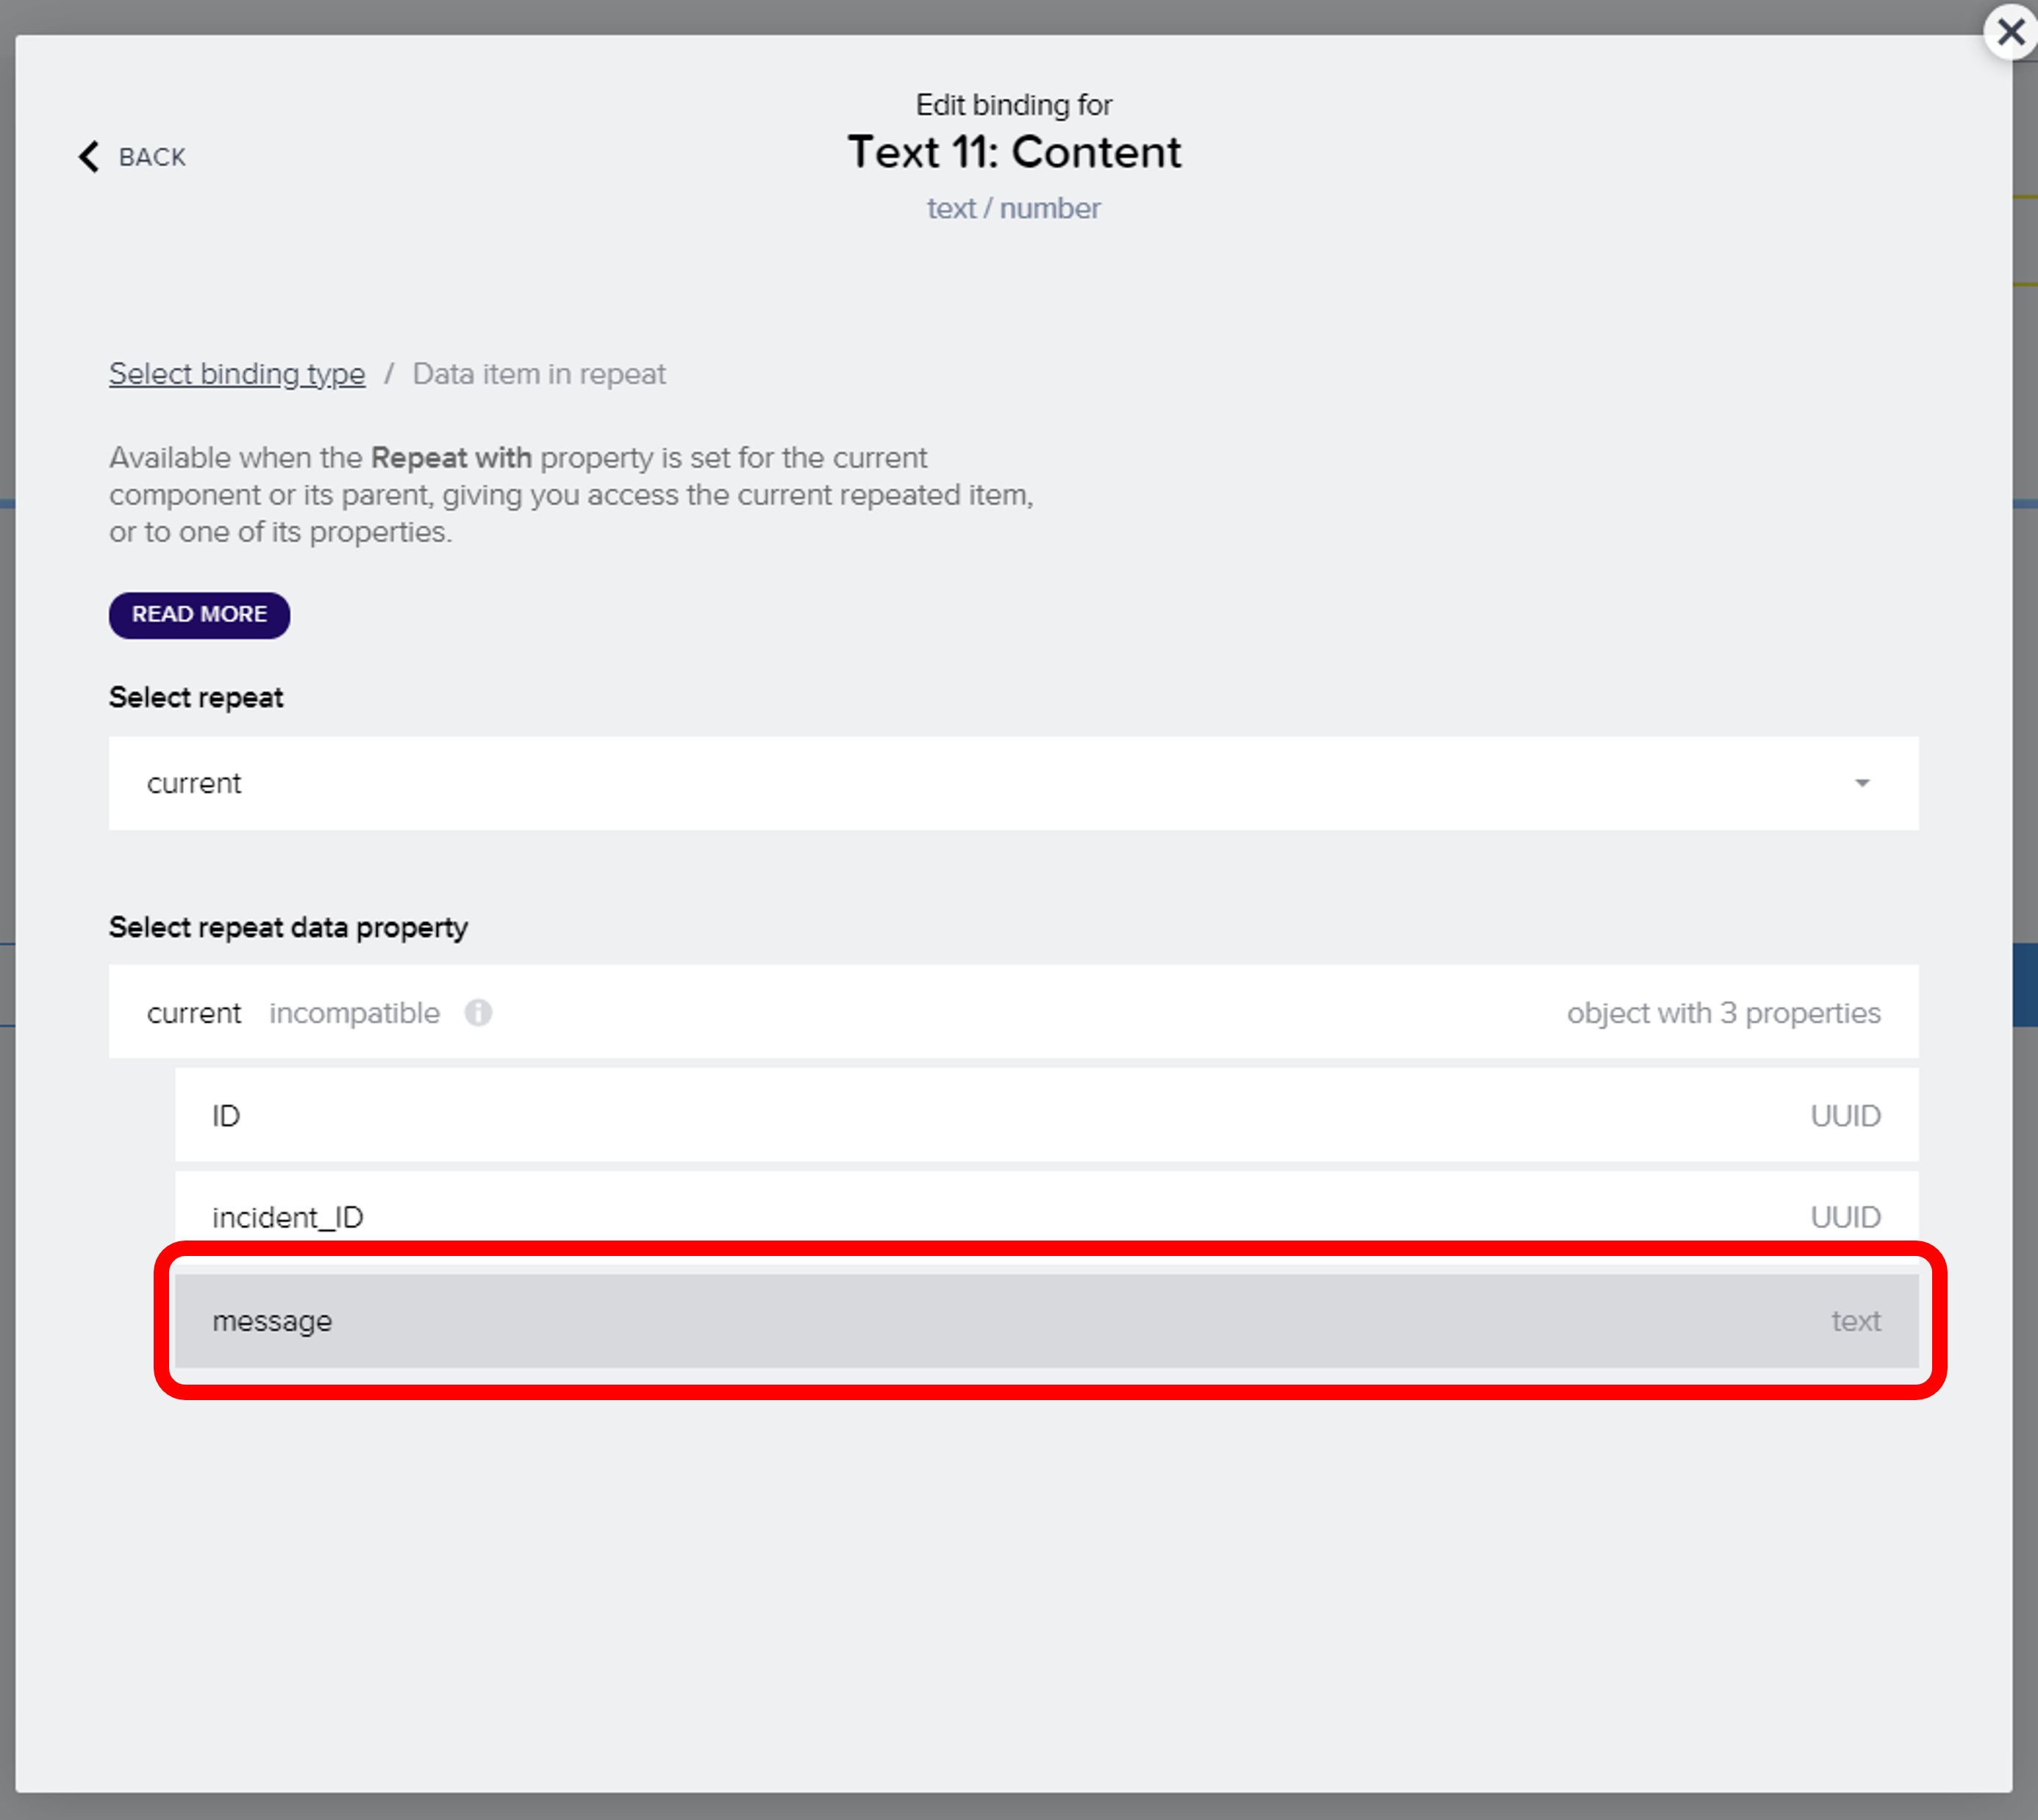 Edit binding for
BACK
Text 11: Content
text / number
Select binding type / Data item in repeat
Available when the Repeat with property is set for the current
component or its parent, giving you access the current repeated item,
or to one of its properties.
READ MORE
Select repeat
current
Select repeat data property
current incompatible object with 3 properties
ID UUID
incident_ID UUID
message text